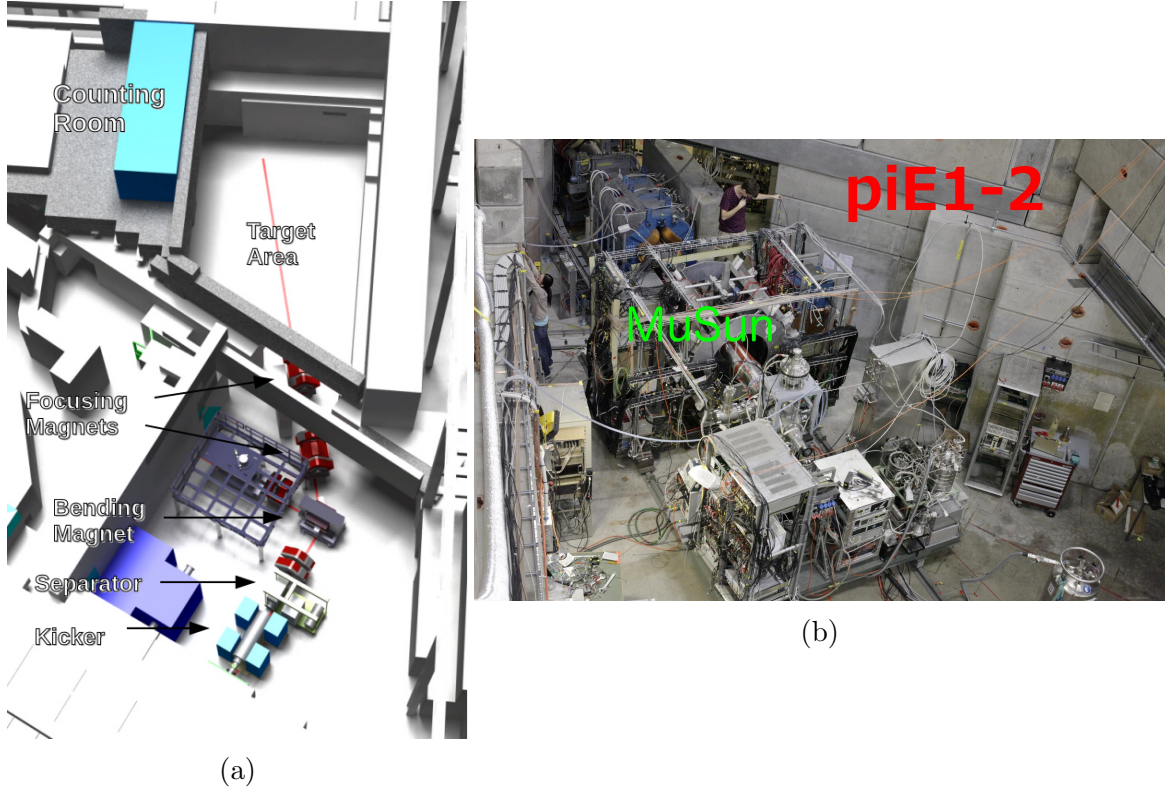 Counting
Room
Target
Area
Focusing
Magnets
Bending
Magnet
Separator
Kicker
(a)
piE1-2
MuSun
(b)